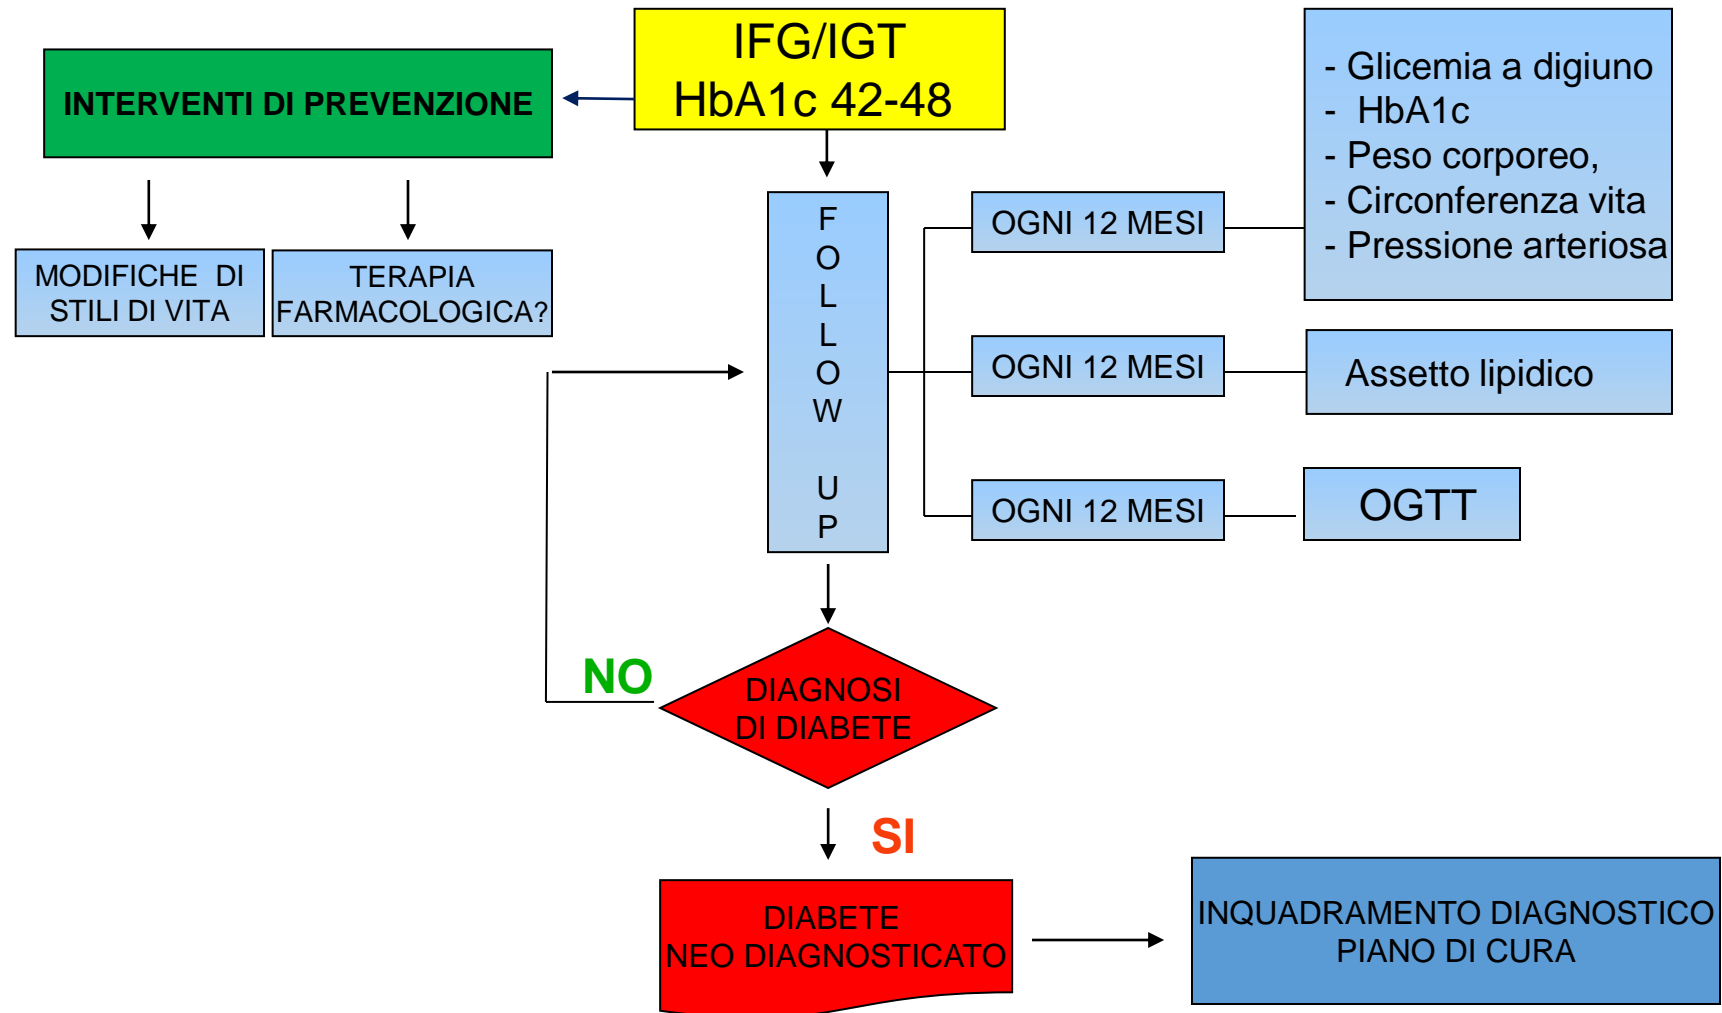 IFG/IGT
HbA1c 42-48
INTERVENTI DI PREVENZIONE
MODIFICHE DI
STILI DI VITA
TERAPIA
FARMACOLOGICA?
F
O
L
L
O
W
U
P
OGNI 12 MESI
- Glicemia a digiuno
- HbA1c
- Peso corporeo,
- Circonferenza vita
- Pressione arteriosa
OGNI 12 MESI
Assetto lipidico
OGNI 12 MESI
OGTT
NO
DIAGNOSI
DI DIABETE
SI
DIABETE
NEO DIAGNOSTICATO
INQUADRAMENTO DIAGNOSTICO
PIANO DI CURA